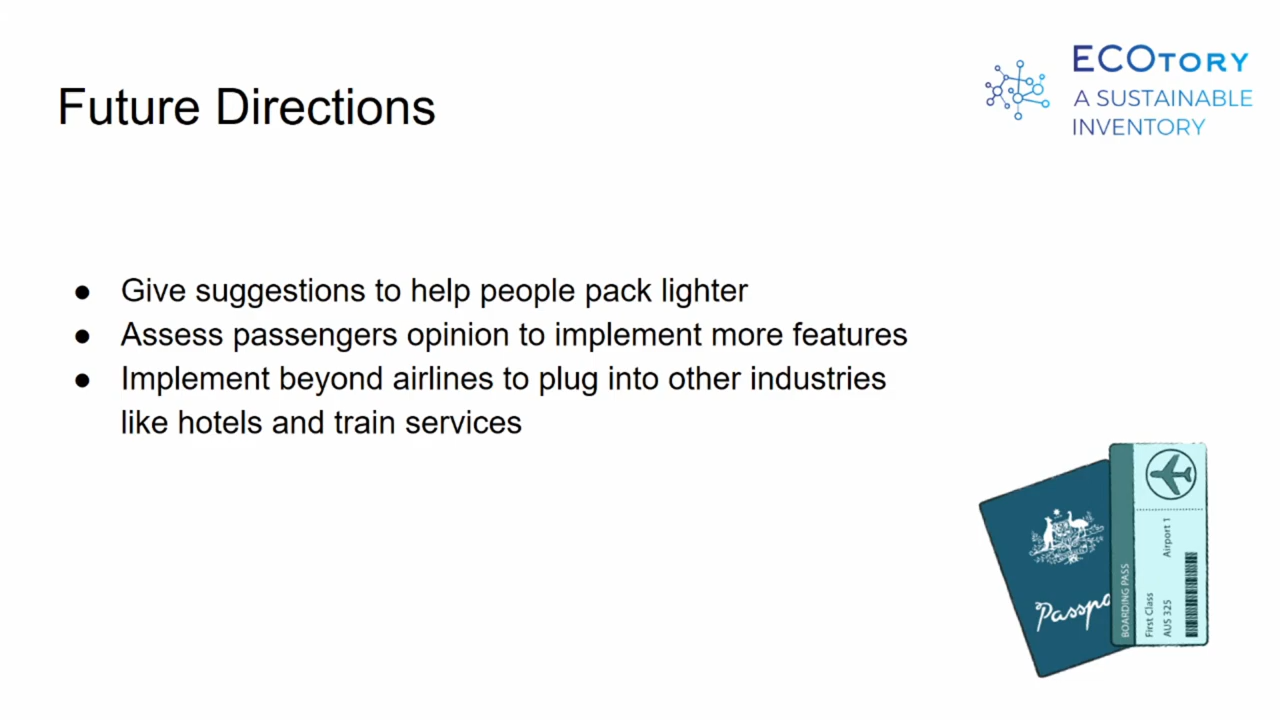 Future Directions
ECOTORY
A SUSTAINABLE
INVENTORY
● Give suggestions to help people pack lighter
● Assess passengers opinion to implement more features
● Implement beyond airlines to plug into other industries
like hotels and train services
Passpo
BOARDING PASS
First Class
AUS 325
Airport 1